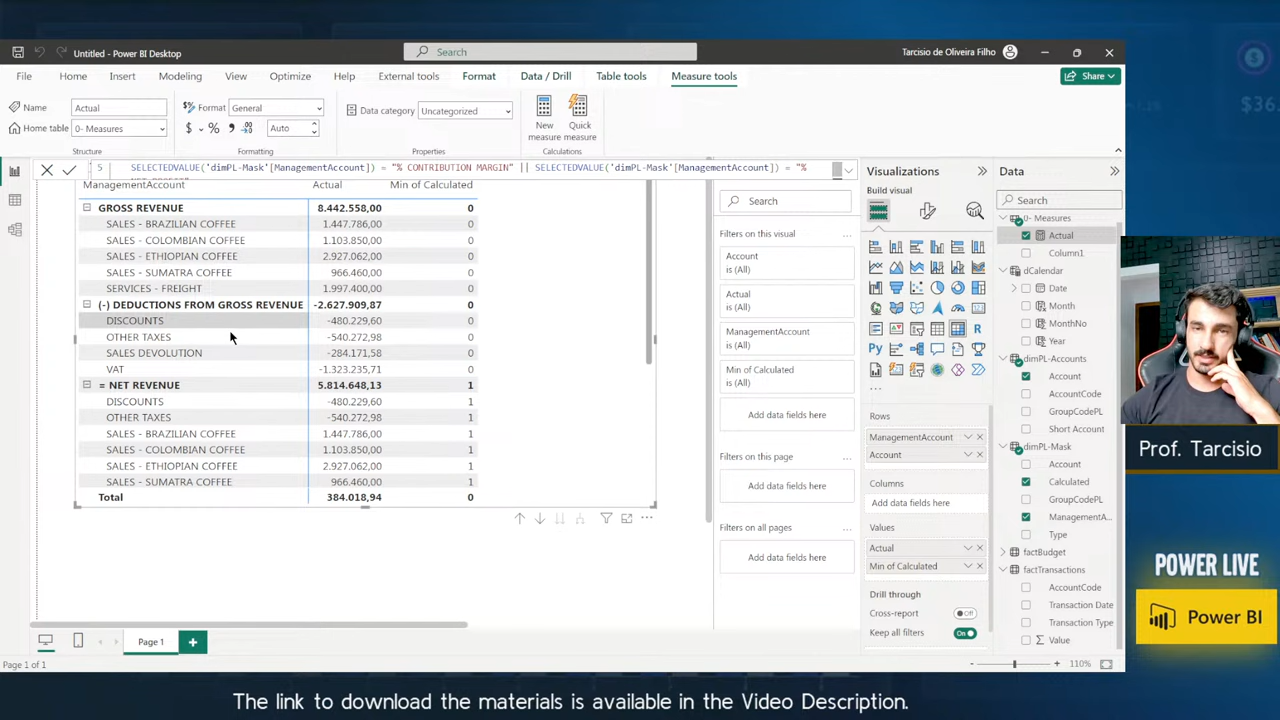 Untitled - Power BI Desktop
Search
Tarcisio de Oliveira Filho
File Home Insert Modeling View Optimize Help External tools Format Data / Drill Table tools Measure tools
Share
Name Actual
Format General
Data category Uncategorized
Home table 0- Measures
$ % Auto
New measure
Quick measure
Structure Formatting Properties Calculations
5 SELECTEDVALUE('dimPL-Mask'[ManagementAccount]) = "% CONTRIBUTION MARGIN" || SELECTEDVALUE('dimPL-Mask'[ManagementAccount]) = "%
ManagementAccount Actual Min of Calculated
GROSS REVENUE 8.442.558,00 0
SALES - BRAZILIAN COFFEE 1.447.786,00 0
SALES - COLOMBIAN COFFEE 1.103.850,00 0
SALES - ETHIOPIAN COFFEE 2.927.062,00 0
SALES - SUMATRA COFFEE 966.460,00 0
SERVICES - FREIGHT 1.997.400,00 0
(-) DEDUCTIONS FROM GROSS REVENUE -2.627.909,87 0
DISCOUNTS -480.229,60 0
OTHER TAXES -540.272,98 0
SALES DEVOLUTION -284.171,58 0
VAT -1.323.235,71 0
= NET REVENUE 5.814.648,13 1
DISCOUNTS -480.229,60 1
OTHER TAXES -540.272,98 1
SALES - BRAZILIAN COFFEE 1.447.786,00 1
SALES - COLOMBIAN COFFEE 1.103.850,00 1
SALES - ETHIOPIAN COFFEE 2.927.062,00 1
SALES - SUMATRA COFFEE 966.460,00 1
Total 384.018,94 0
Search
Filters on this visual ...
Account
is (All)
Actual
is (All)
ManagementAccount
is (All)
Min of Calculated
is (All)
Add data fields here
Filters on this page ...
Add data fields here
Filters on all pages ...
Add data fields here
Visualizations
Build visual
R
Py
...
Rows
ManagementAccount
Account
Columns
Add data fields here
Values
Actual
Min of Calculated
Drill through
Cross-report Off
Keep all filters On
Data
Search
0- Measures
Actual
Column1
dCalendar
Date
Month
MonthNo
Year
dimPL-Accounts
Account
AccountCode
GroupCodePL
Short Account
dimPL-Mask
Account
Calculated
GroupCodePL
ManagementA...
Type
factBudget
factTransactions
AccountCode
Transaction Date
Transaction Type
Value
Page 1
Page 1 of 1
110%
$36
Prof. Tarcisio
POWER LIVE
Power BI
The link to download the materials is available in the Video Description.